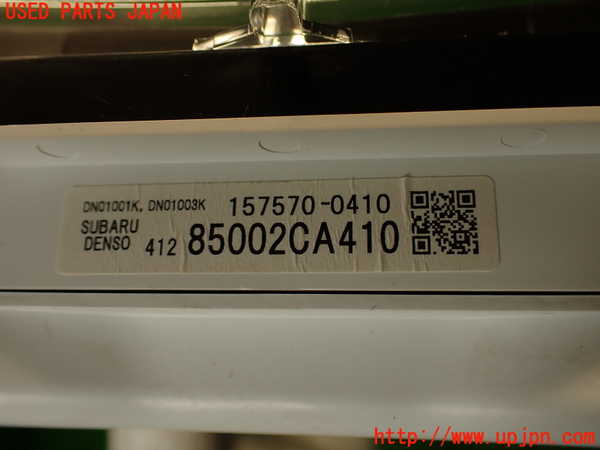 USED PARTS JAPAN
DN01001K, DN01003K 157570-0410
SUBARU
DENSO 412 85002CA410
http://www.upjpn.com